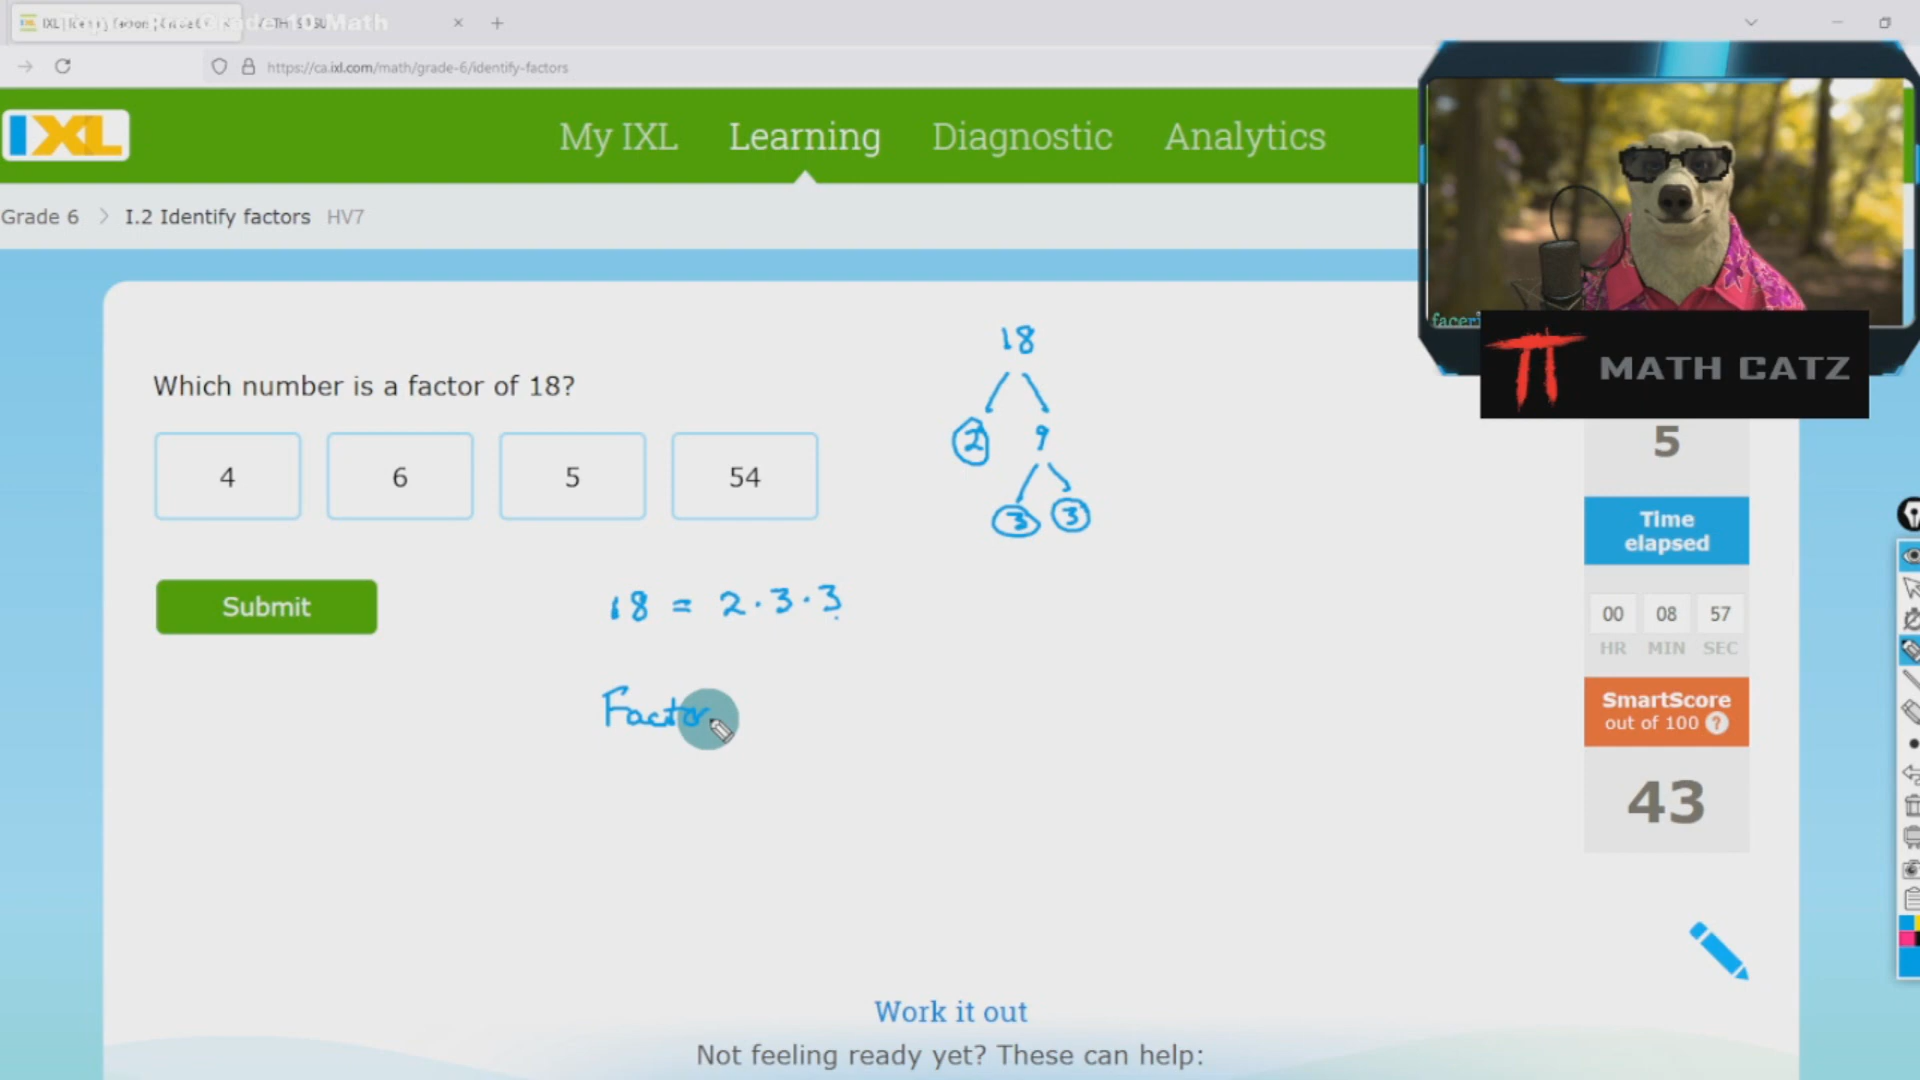 https://ca.ixl.com/math/grade-6/identify-factors
IXL
My IXL
Learning
Diagnostic
Analytics
Grade 6 > I.2 Identify factors HV7
MATH CATZ
Which number is a factor of 18?
4
6
5
54
Submit
18
2 9
3 3
18 = 2 · 3 · 3
Factor
5
Time
elapsed
00 08 57
HR MIN SEC
SmartScore
out of 100 ?
43
Work it out
Not feeling ready yet? These can help: